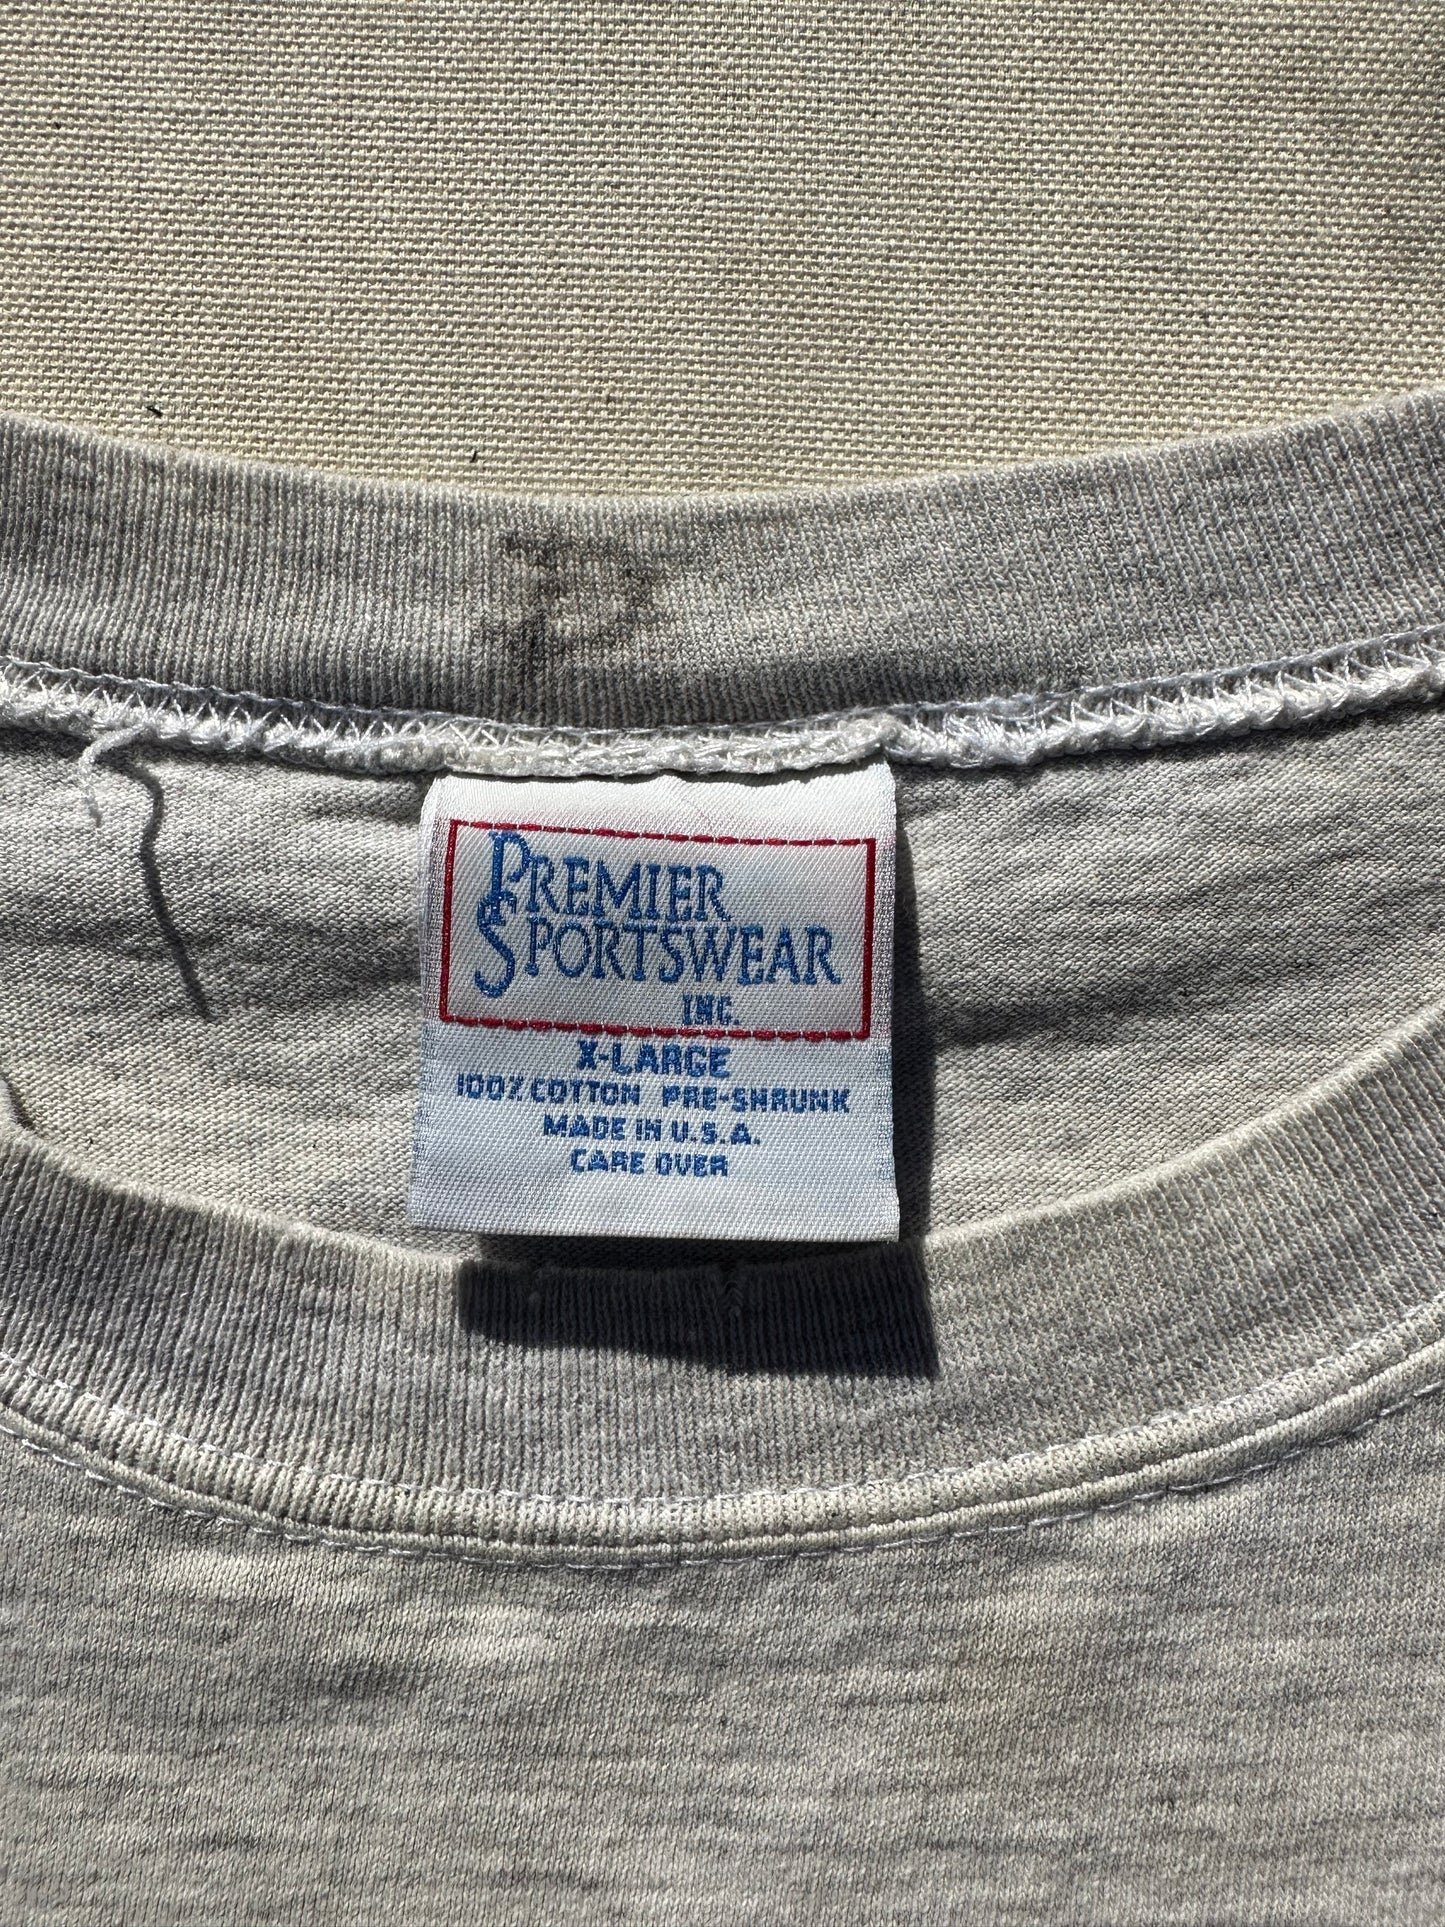 PREMIER
SPORTSWEAR
INC.
X-LARGE
100% COTTON PRE-SHRUNK
MADE IN U.S.A.
CARE OVER